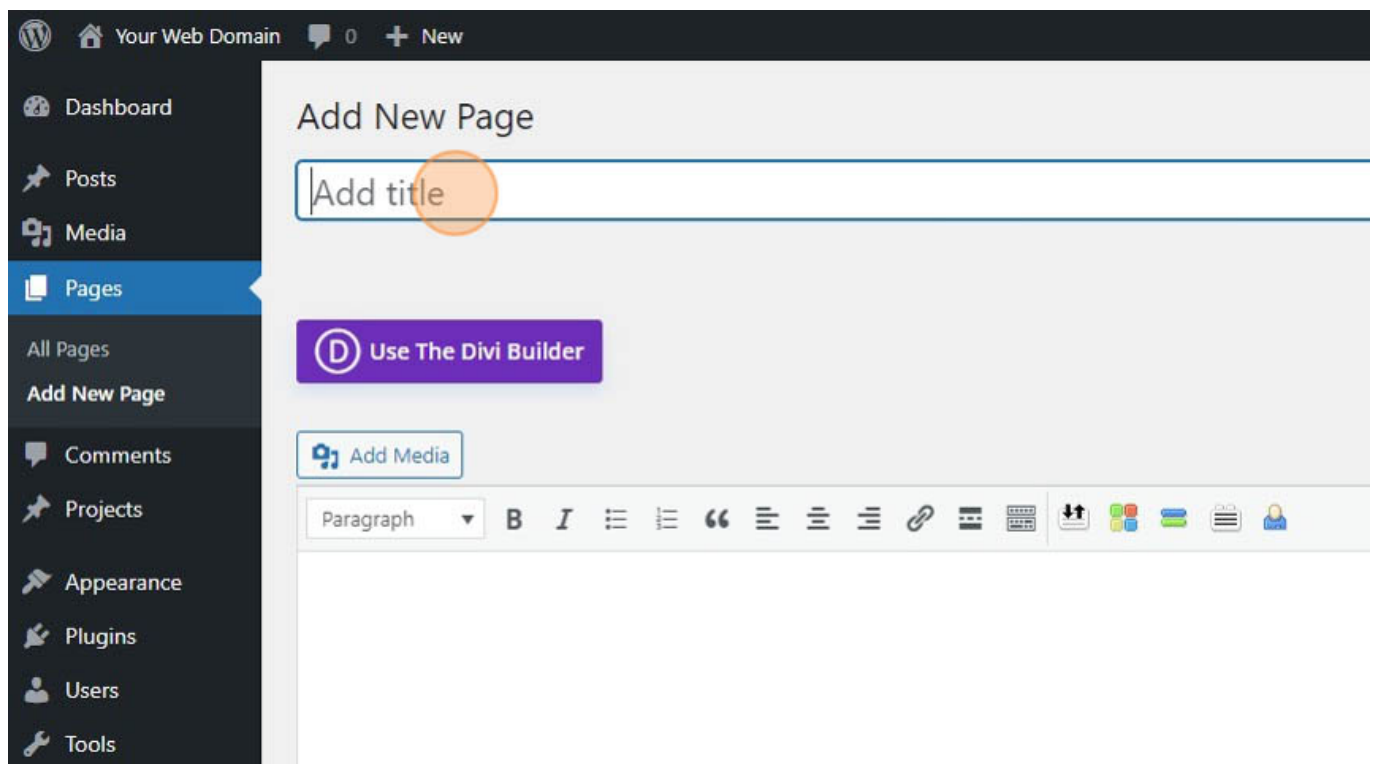 Your Web Domain 0 New
Dashboard
Posts
Media
Pages
All Pages
Add New Page
Comments
Projects
Appearance
Plugins
Users
Tools
Add New Page
Add title
D Use The Divi Builder
Add Media
Paragraph B I